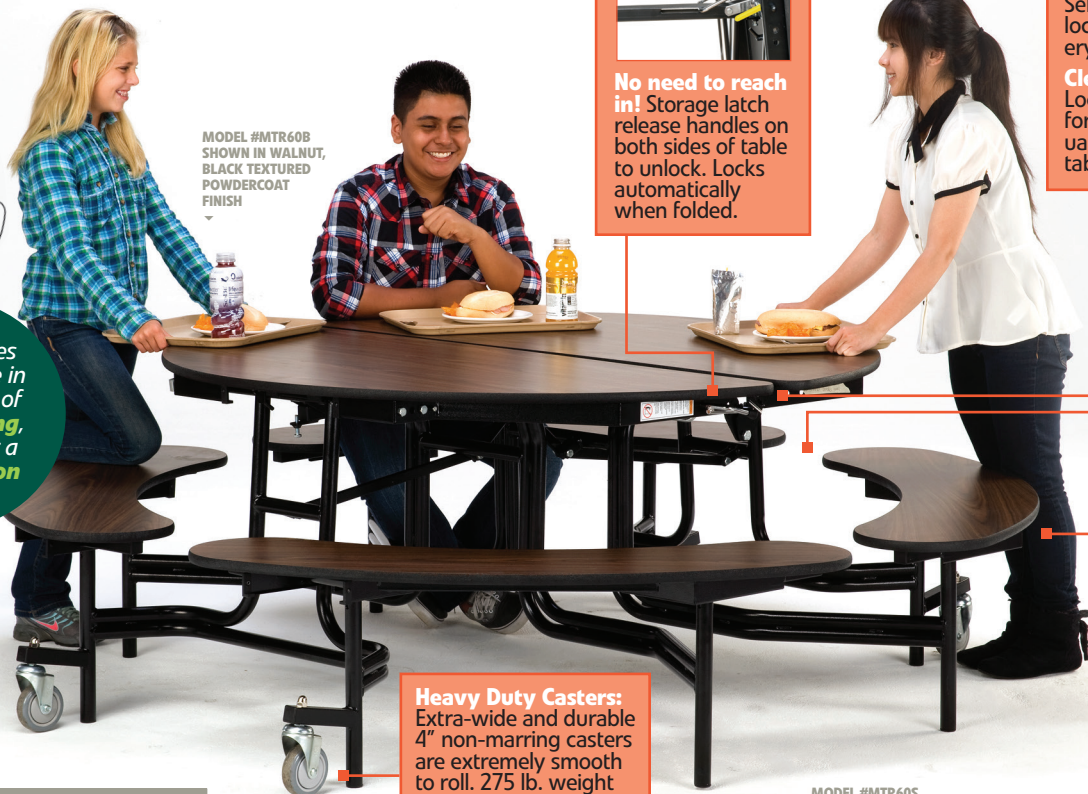 MODEL #MTR60B
SHOWN IN WALNUT,
BLACK TEXTURED
POWDERCOAT
FINISH
No need to reach
in! Storage latch
release handles on
both sides of table
to unlock. Locks
automatically
when folded.
Heavy Duty Casters:
Extra-wide and durable
4” non-marring casters
are extremely smooth
to roll. 275 lb. weight
MODEL #MTR60S